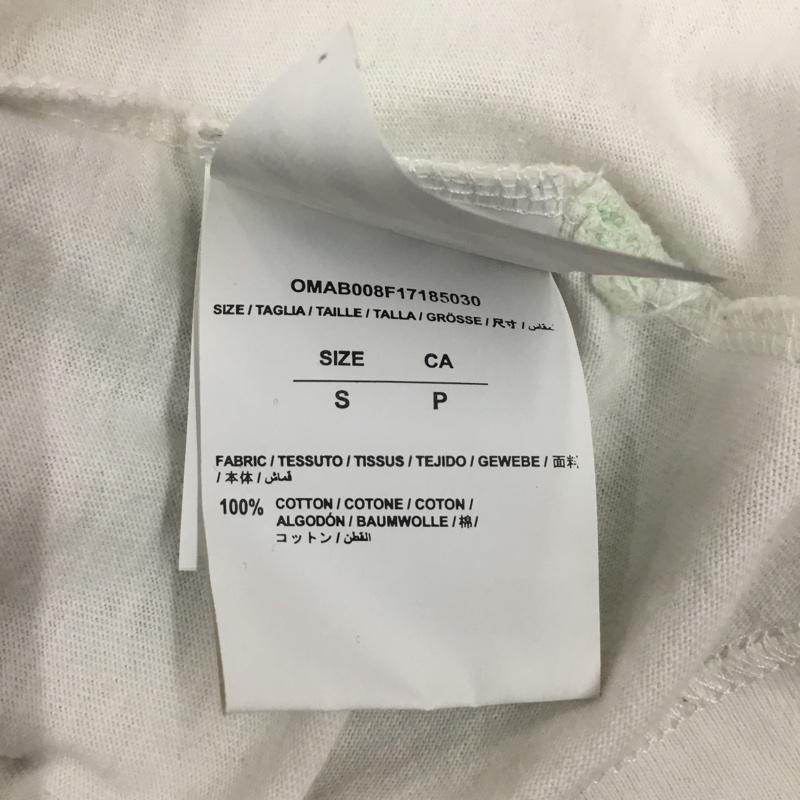 OMAB008F17185030
SIZE / TAGLIA / TAILLE / TALLA / GRÖSSE / 尺寸 / مقاس
SIZE CA
S P
FABRIC / TESSUTO / TISSUS / TEJIDO / GEWEBE / 面料
/ 本体 / قماش
100% COTTON / COTONE / COTON /
ALGODÓN / BAUMWOLLE / 棉 /
コットン / القطن